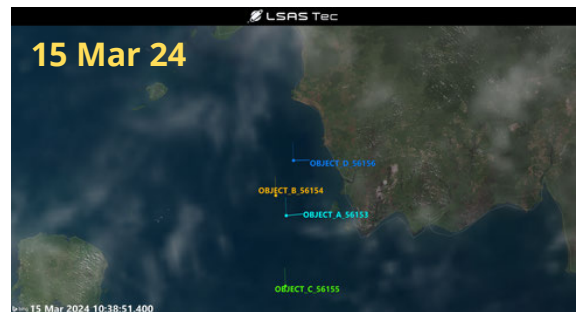 LSAS Tec
15 Mar 24
OBJECT_D_56156
OBJECT_B_56154
OBJECT_A_56153
OBJECT_C_56155
15 Mar 2024 10:38:51.400